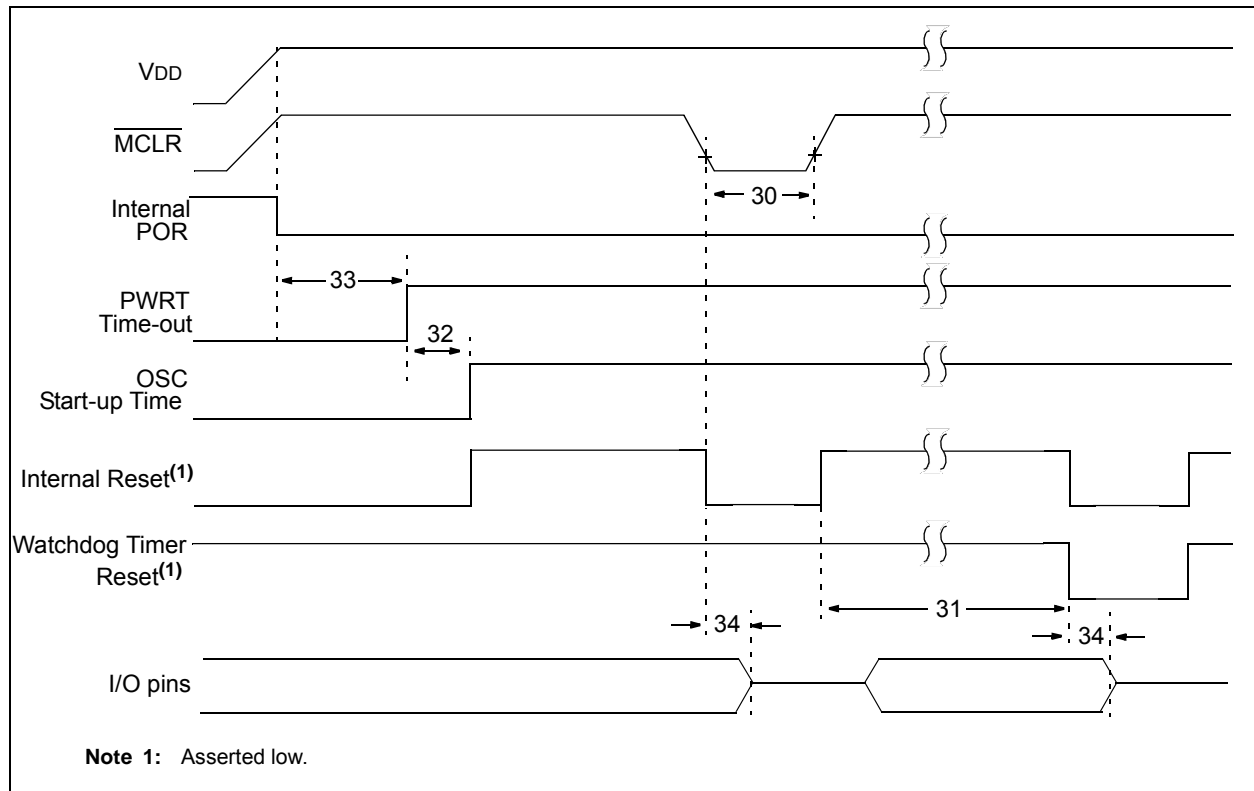 VDD
MCLR
30
Internal
POR
33
PWRT
Time-out
32
OSC
Start-up Time
Internal Reset(1)
Watchdog Timer
Reset(1)
31
34
34
I/O pins
Note 1: Asserted low.